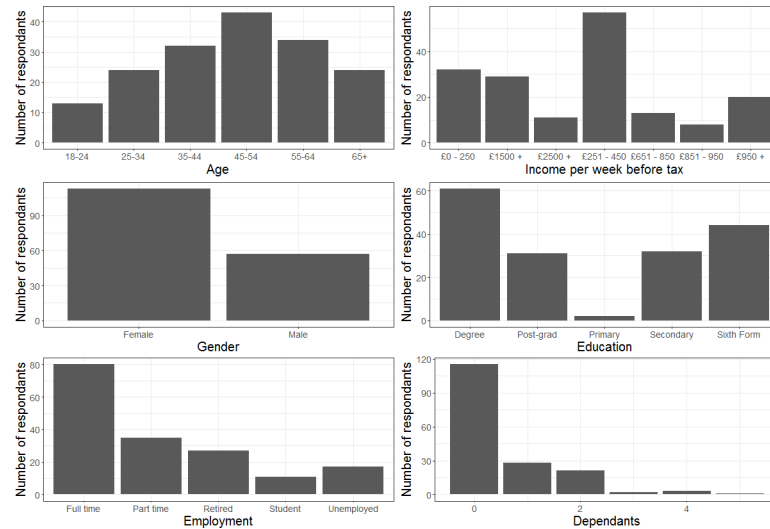 Number of respondants
40
30
20
10
0
18-24 25-34 35-44 45-54 55-64 65+
Age
Number of respondants
40
20
0
£0 - 250 £1500 + £2500 + £251 - 450 £651 - 850 £851 - 950 £950 +
Income per week before tax
Number of respondants
90
60
30
0
Female Male
Gender
Number of respondants
60
40
20
0
Degree Post-grad Primary Secondary Sixth Form
Education
Number of respondants
80
60
40
20
0
Full time Part time Retired Student Unemployed
Employment
Number of respondants
120
90
60
30
0
0 2 4
Dependants